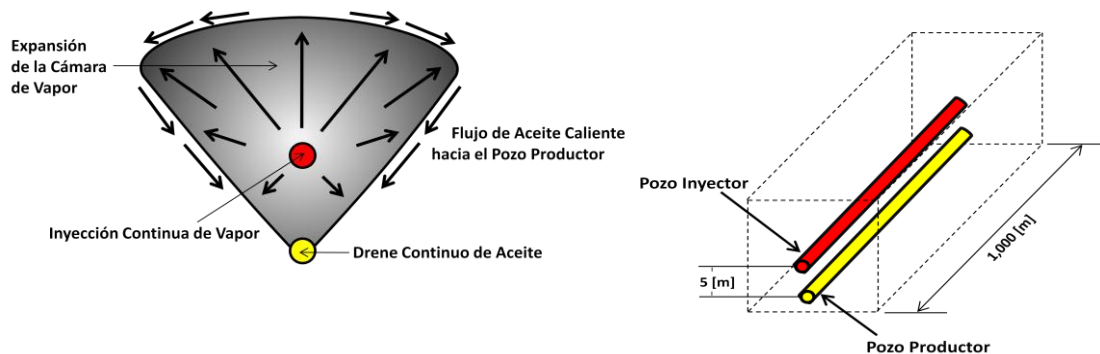 Expansión
de la Cámara
de Vapor
Flujo de Aceite Caliente
hacia el Pozo Productor
Inyección Continua de Vapor
Drene Continuo de Aceite
Pozo Inyector
5 [m]
1,000 [m]
Pozo Productor